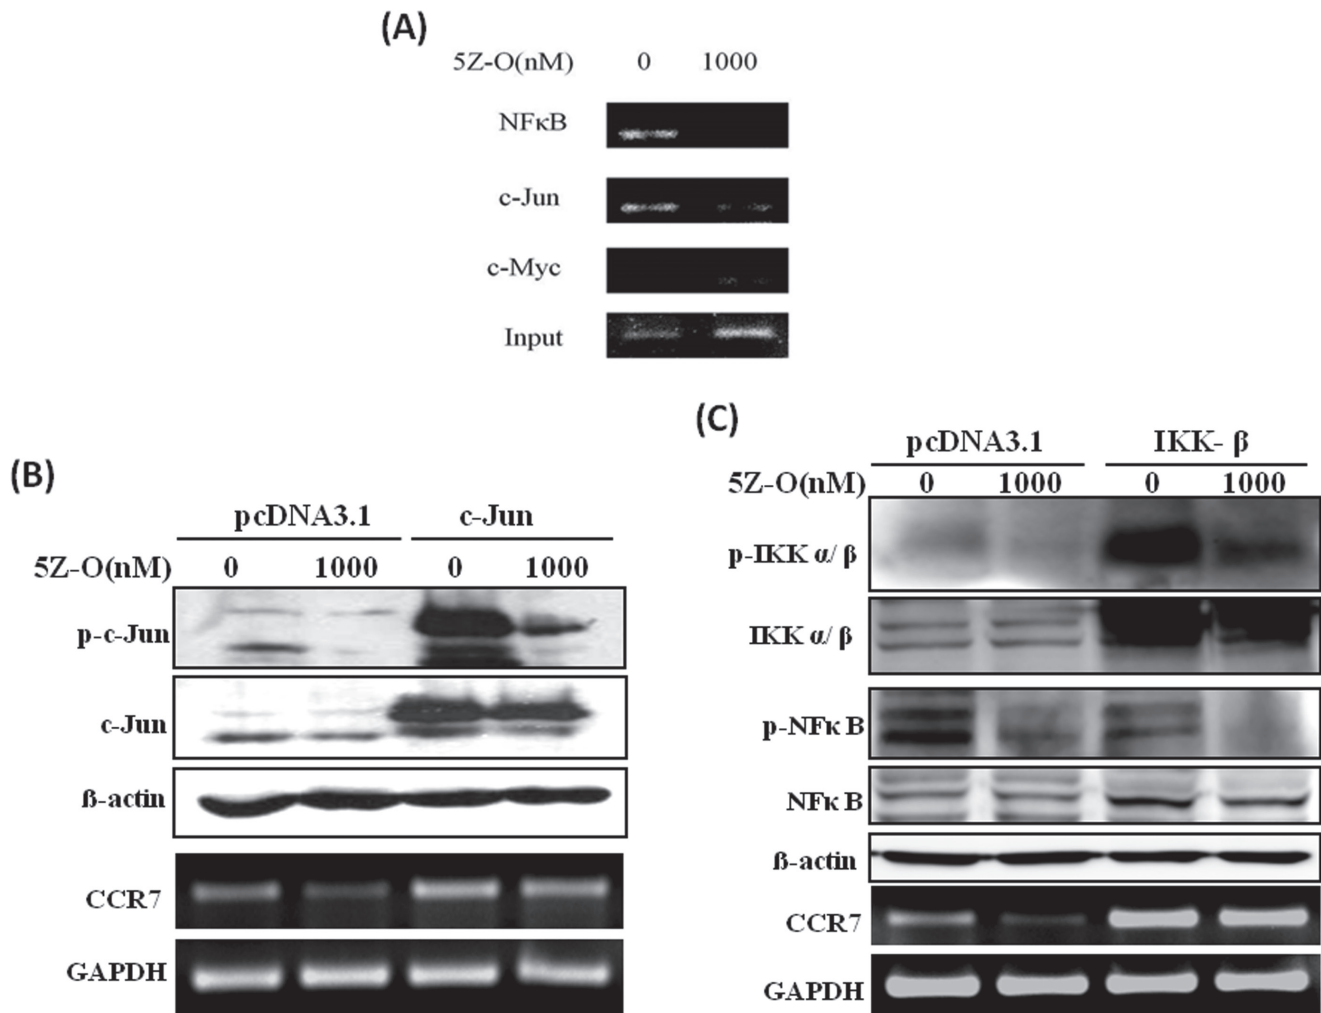 (A)
5Z-O(nM) 0 1000
NFκB
c-Jun
c-Myc
Input
(B)
pcDNA3.1 c-Jun
5Z-O(nM) 0 1000 0 1000
p-c-Jun
c-Jun
ß-actin
CCR7
GAPDH
(C)
pcDNA3.1 IKK- β
5Z-O(nM) 0 1000 0 1000
p-IKK α/ β
IKK α/ β
p-NFκ B
NFκ B
ß-actin
CCR7
GAPDH